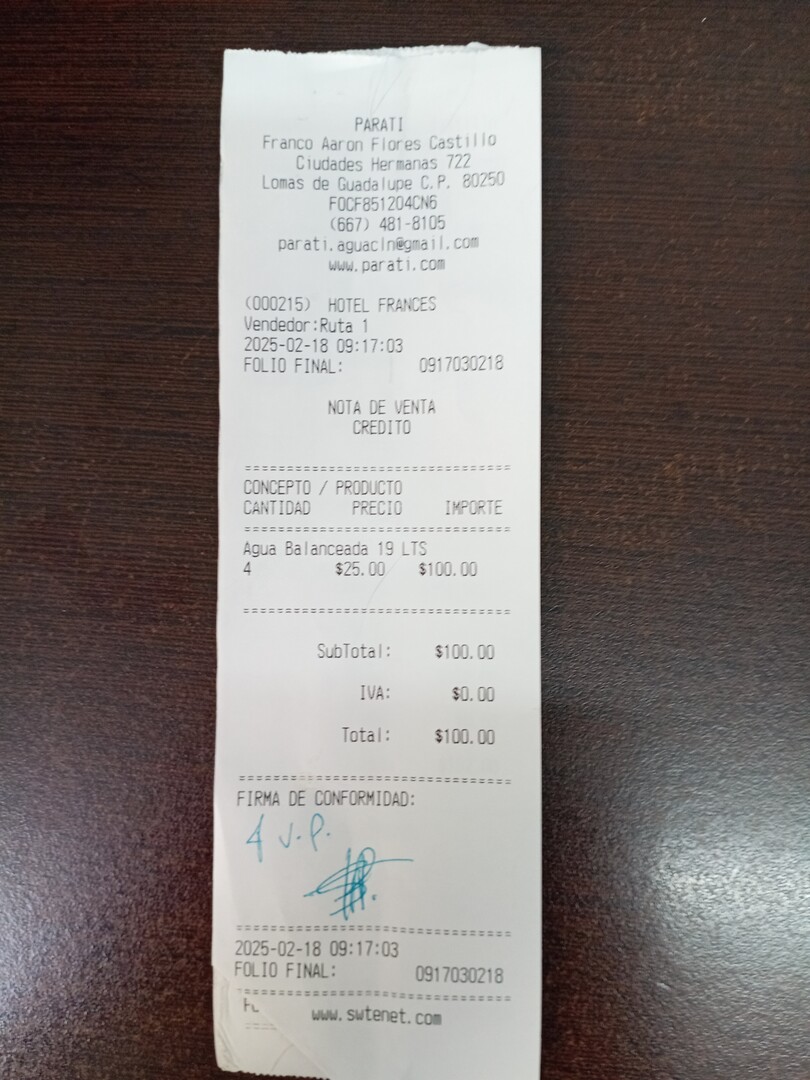 PARATI
Franco Aaron Flores Castillo
Ciudades Hermanas 722
Lomas de Guadalupe C.P. 80250
FOCF851204CN6
(667) 481-8105
parati.aguacln@gmail.com
www.parati.com
(000215) HOTEL FRANCES
Vendedor:Ruta 1
2025-02-18 09:17:03
FOLIO FINAL: 0917030218
NOTA DE VENTA
CREDITO
================================
CONCEPTO / PRODUCTO
CANTIDAD PRECIO IMPORTE
================================
Agua Balanceada 19 LTS
4 $25.00 $100.00
================================
SubTotal: $100.00
IVA: $0.00
Total: $100.00
================================
FIRMA DE CONFORMIDAD:
4 V.P.
================================
2025-02-18 09:17:03
FOLIO FINAL: 0917030218
================================
www.swtenet.com